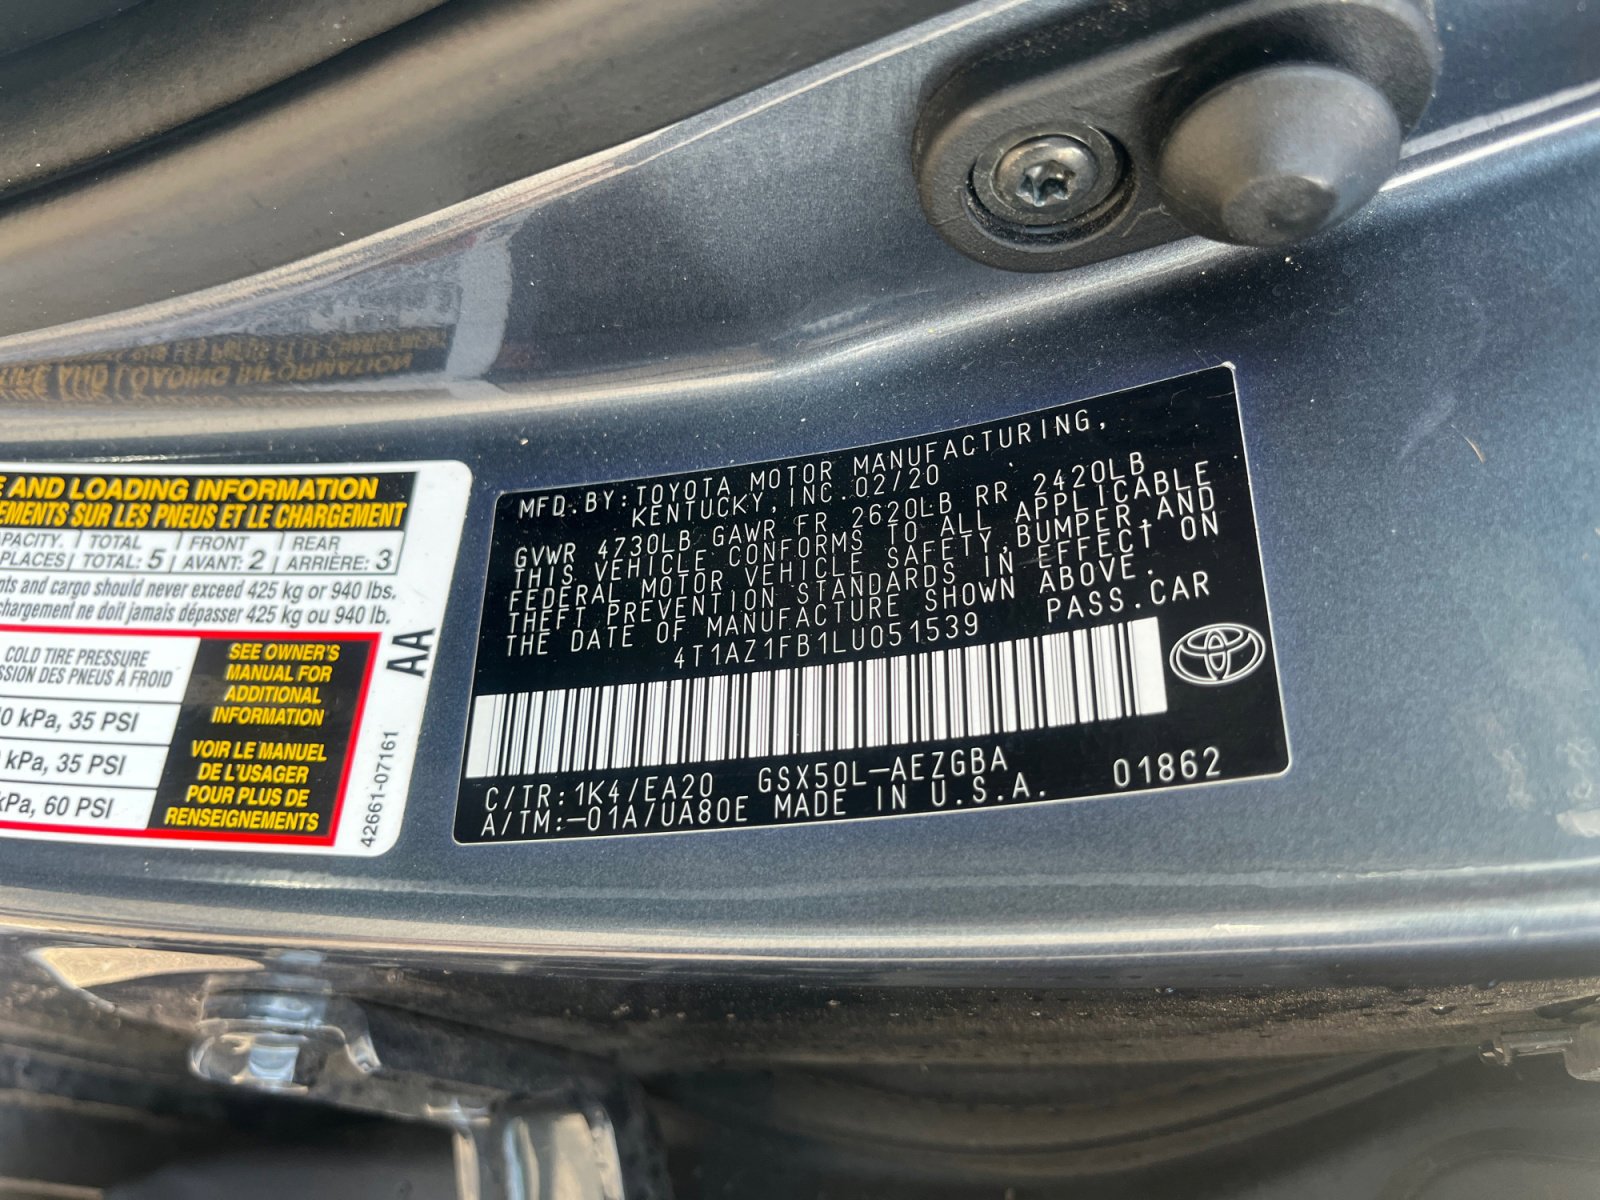 E AND LOADING INFORMATION
EMENTS SUR LES PNEUS ET LE CHARGEMENT
TOTAL FRONT REAR
PLACES TOTAL: 5 AVANT: 2 ARRIÈRE: 3
nts and cargo should never exceed 425 kg or 940 lbs.
chargement ne doit jamais dépasser 425 kg ou 940 lb.
COLD TIRE PRESSURE
SSION DES PNEUS À FROID
0 kPa, 35 PSI
kPa, 35 PSI
kPa, 60 PSI
SEE OWNER'S
MANUAL FOR
ADDITIONAL
INFORMATION
VOIR LE MANUEL
DE L'USAGER
POUR PLUS DE
RENSEIGNEMENTS
AA
42661-07161
MFD. BY: TOYOTA MOTOR MANUFACTURING,
KENTUCKY, INC. 02/20
GVWR 4730LB GAWR FR 2620LB RR 2420LB
THIS VEHICLE CONFORMS TO ALL APPLICABLE
FEDERAL MOTOR VEHICLE SAFETY, BUMPER, AND
THEFT PREVENTION STANDARDS IN EFFECT ON
THE DATE OF MANUFACTURE SHOWN ABOVE.
4T1AZ1FB1LU051539 PASS.CAR
C/TR: 1K4/EA20 GSX50L-AEZGBA
A/TM:-01A/UA80E MADE IN U.S.A. 01862